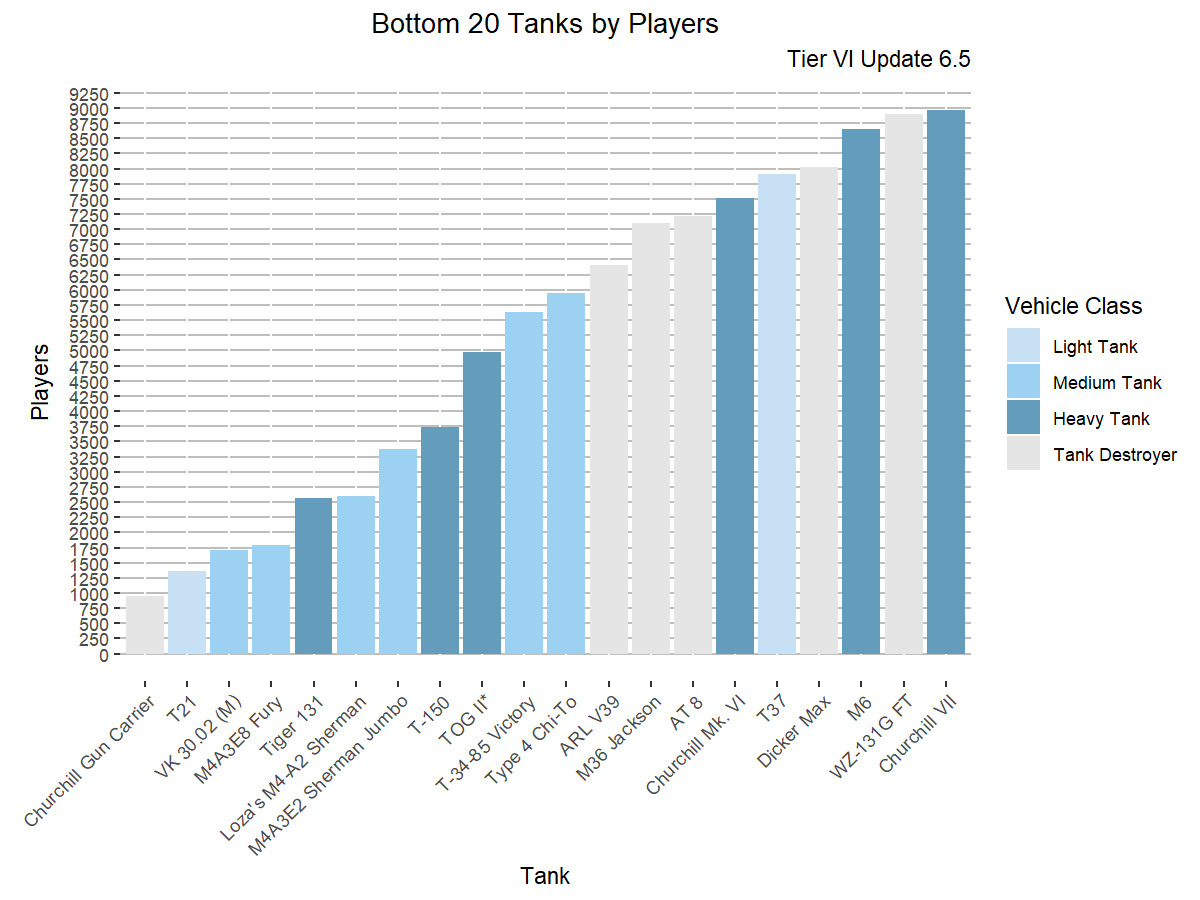 Bottom 20 Tanks by Players
Tier VI Update 6.5
Players
9250
9000
8750
8500
8250
8000
7750
7500
7250
7000
6750
6500
6250
6000
5750
5500
5250
5000
4750
4500
4250
4000
3750
3500
3250
3000
2750
2500
2250
2000
1750
1500
1250
1000
750
500
250
0
Churchill Gun Carrier
T21
VK 30.02 (M)
M4A3E8 Fury
Tiger 131
Loza's M4-A2 Sherman
M4A3E2 Sherman Jumbo
T-150
TOG II*
T-34-85 Victory
Type 4 Chi-To
ARL V39
M36 Jackson
AT 8
Churchill Mk. VI
T37
Dicker Max
M6
WZ-131G FT
Churchill VII
Tank
Vehicle Class
Light Tank
Medium Tank
Heavy Tank
Tank Destroyer